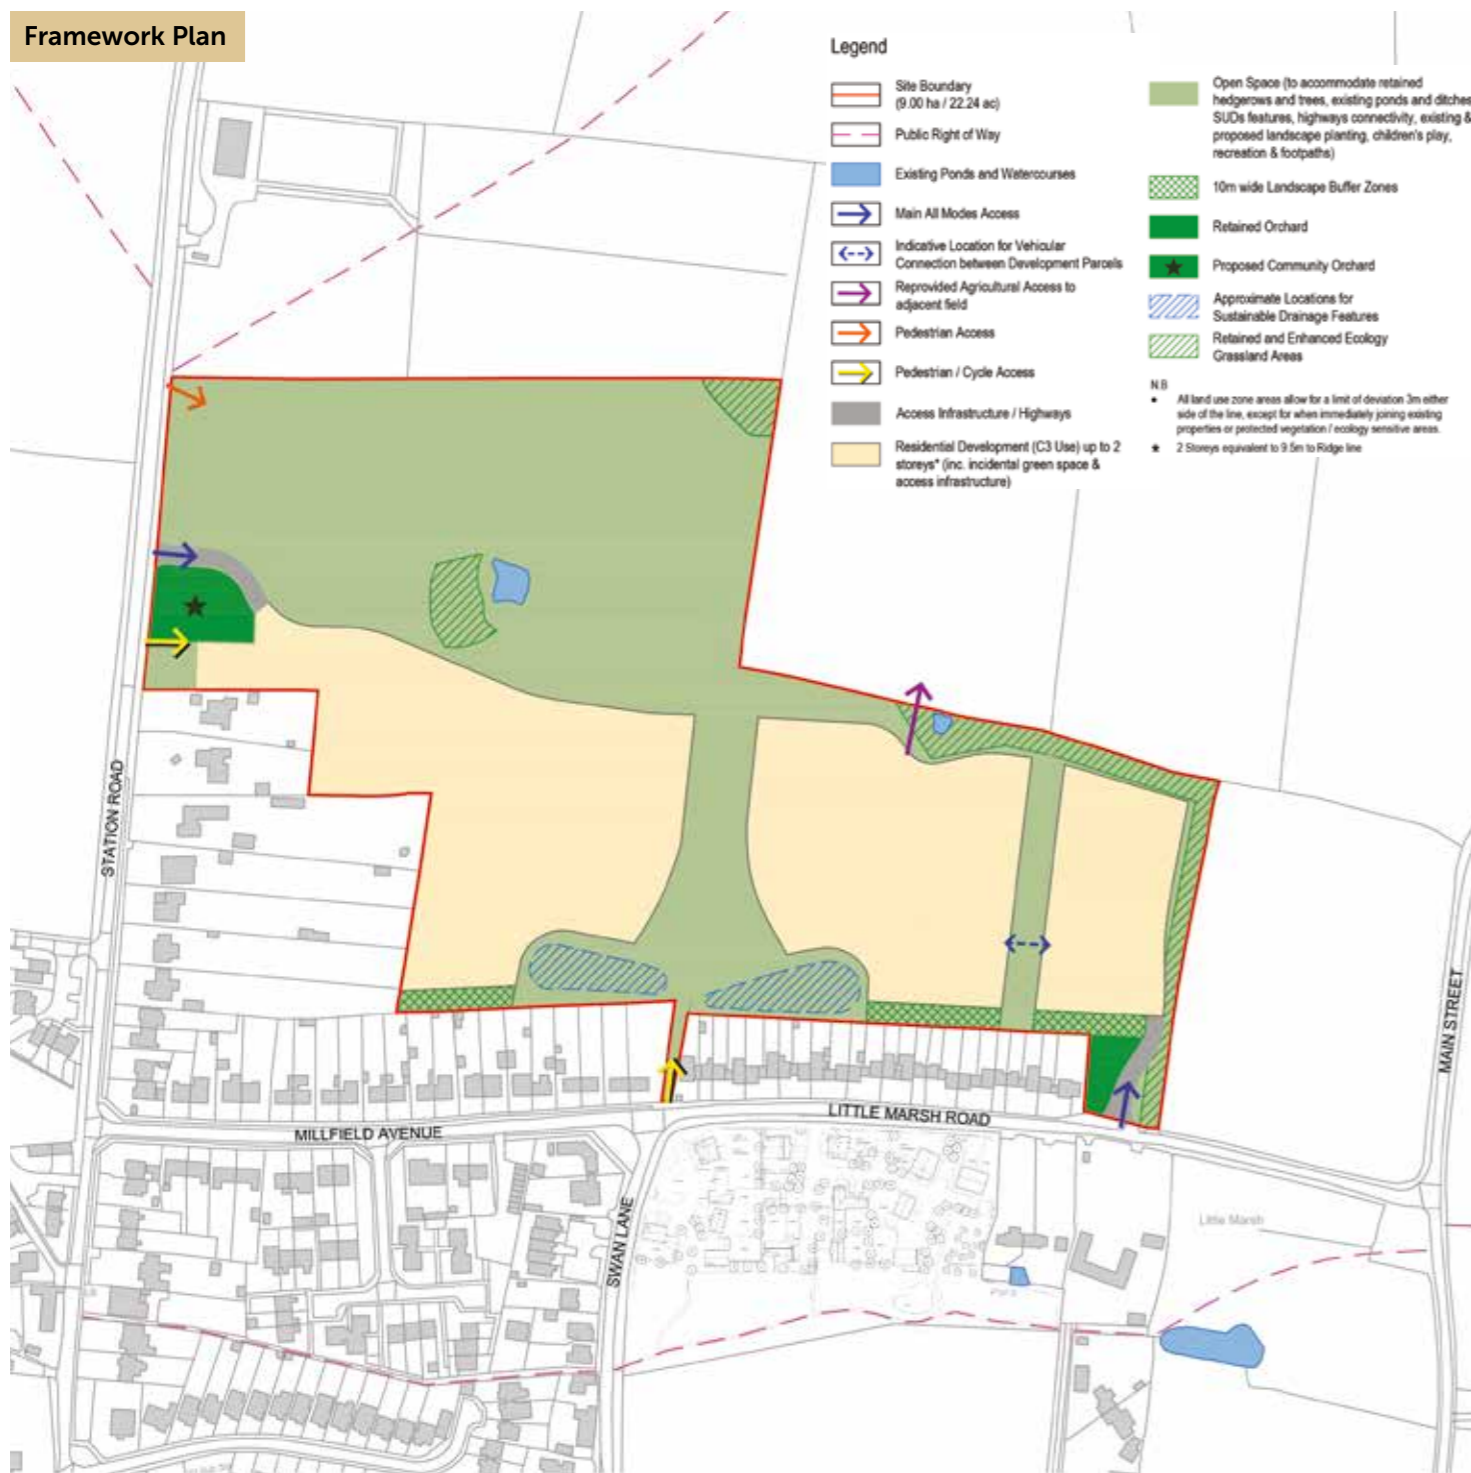 Framework Plan
Legend
Site Boundary
(9.00 ha / 22.24 ac)
Public Right of Way
Existing Ponds and Watercourses
Main All Modes Access
Indicative Location for Vehicular
Connection between Development Parcels
Reprovided Agricultural Access to
adjacent field
Pedestrian Access
Pedestrian / Cycle Access
Access Infrastructure / Highways
Residential Development (C3 Use) up to 2
storeys* (inc. incidental green space &
access infrastructure)
Open Space (to accommodate retained
hedgerows and trees, existing ponds and ditches
SUDs features, highways connectivity, existing &
proposed landscape planting, children's play,
recreation & footpaths)
10m wide Landscape Buffer Zones
Retained Orchard
Proposed Community Orchard
Approximate Locations for
Sustainable Drainage Features
Retained and Enhanced Ecology
Grassland Areas
N.B
• All land use zone areas allow for a limit of deviation 3m either
side of the line, except for when immediately joining existing
properties or protected vegetation / ecology sensitive areas.
★ 2 Storeys equivalent to 9.5m to Ridge line
STATION ROAD
MILLFIELD AVENUE
LITTLE MARSH ROAD
SWAN LANE
MAIN STREET
Little Marsh